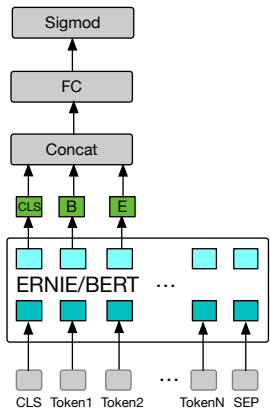 Sigmod
FC
Concat
CLS B E
ERNIE/BERT ...
...
CLS Token1 Token2 TokenN SEP